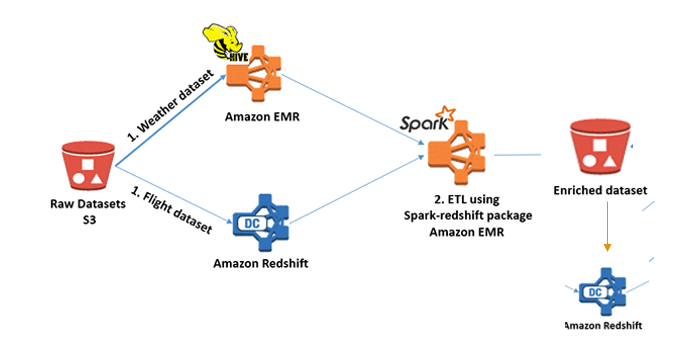 HIVE
1. Weather dataset
Amazon EMR
Spark
Raw Datasets
S3
1. Flight dataset
DC
Amazon Redshift
2. ETL using
Spark-redshift package
Amazon EMR
Enriched dataset
DC
Amazon Redshift